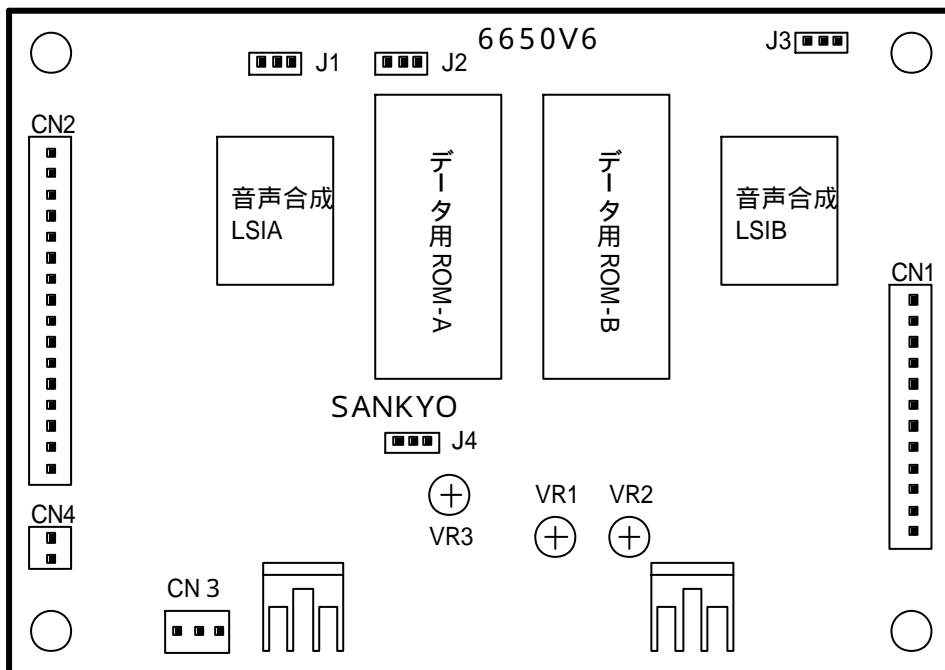 6650V6
J3
J1
J2
CN2
音声合成
LSIA
データ用ROM-A
データ用ROM-B
音声合成
LSIB
CN1
SANKYO
J4
VR3
VR1
VR2
CN4
CN 3